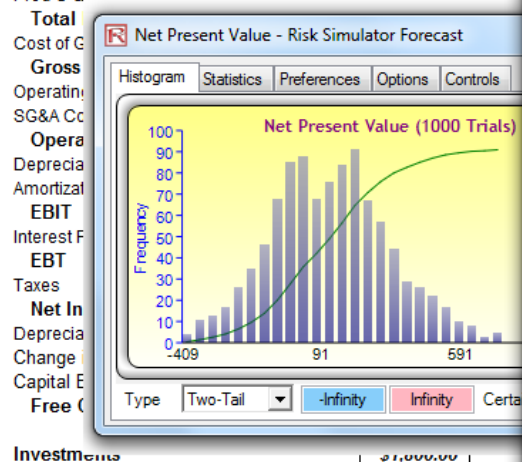 Total
Cost of G
Gross
Operating
SG&A Co
Opera
Deprecia
Amortizat
EBIT
Interest F
EBT
Taxes
Net In
Deprecia
Change
Capital E
Free C
Investments
Net Present Value - Risk Simulator Forecast
Histogram Statistics Preferences Options Controls
Net Present Value (1000 Trials)
Frequency
100
90
80
70
60
50
40
30
20
10
0
-409 91 591
Type Two-Tail -Infinity Infinity Certa